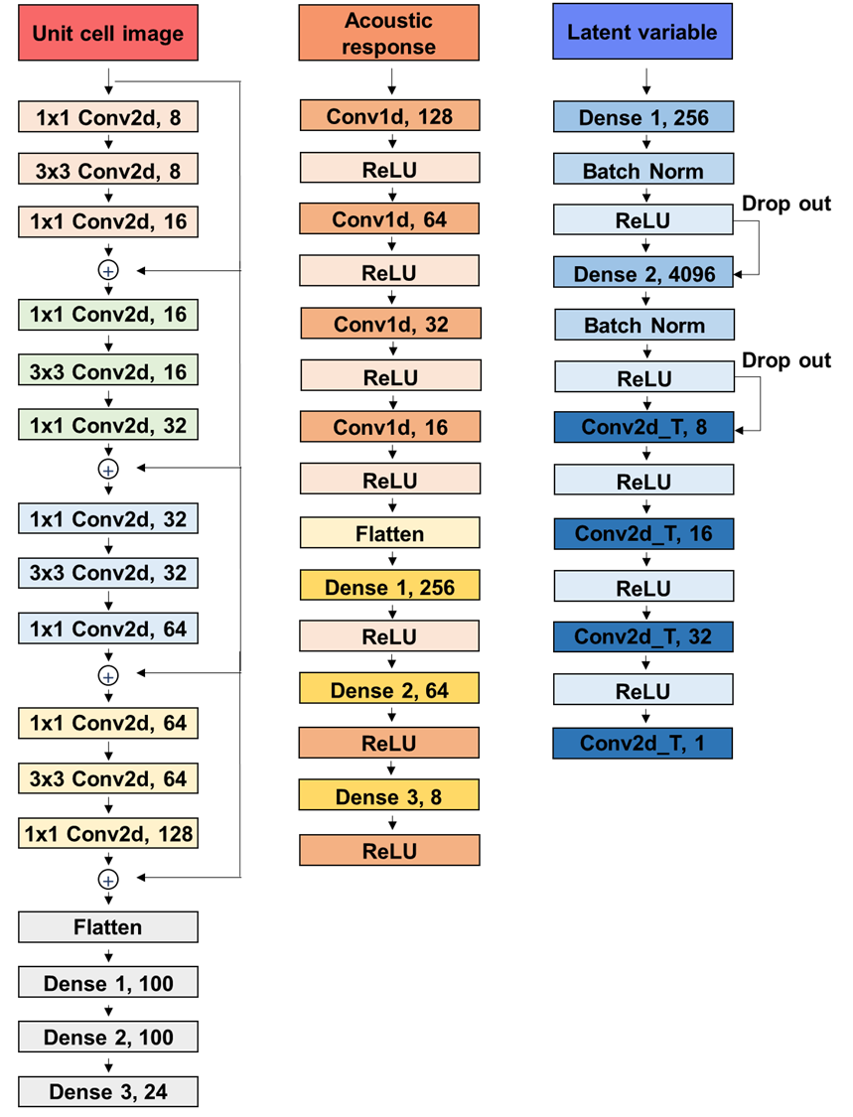 Unit cell image
1x1 Conv2d, 8
3x3 Conv2d, 8
1x1 Conv2d, 16
+
1x1 Conv2d, 16
3x3 Conv2d, 16
1x1 Conv2d, 32
+
1x1 Conv2d, 32
3x3 Conv2d, 32
1x1 Conv2d, 64
+
1x1 Conv2d, 64
3x3 Conv2d, 64
1x1 Conv2d, 128
+
Flatten
Dense 1, 100
Dense 2, 100
Dense 3, 24
Acoustic
response
Conv1d, 128
ReLU
Conv1d, 64
ReLU
Conv1d, 32
ReLU
Conv1d, 16
ReLU
Flatten
Dense 1, 256
ReLU
Dense 2, 64
ReLU
Dense 3, 8
ReLU
Latent variable
Dense 1, 256
Batch Norm
Drop out
ReLU
Dense 2, 4096
Batch Norm
Drop out
ReLU
Conv2d_T, 8
ReLU
Conv2d_T, 16
ReLU
Conv2d_T, 32
ReLU
Conv2d_T, 1